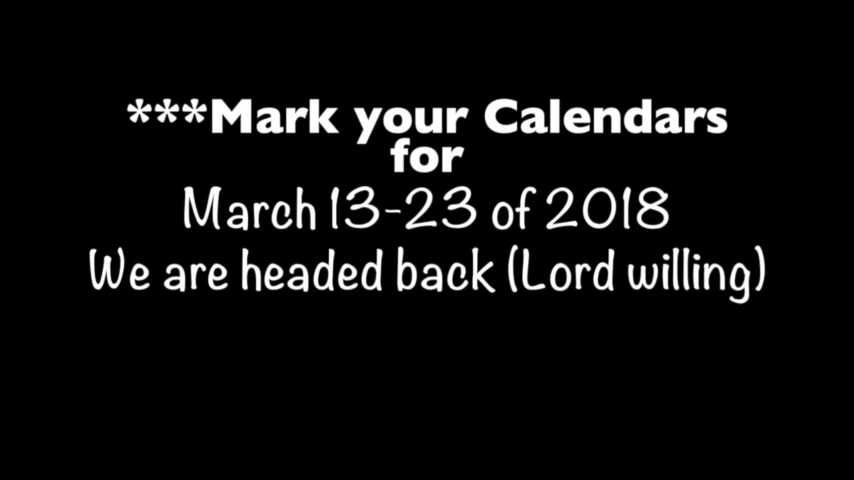 ***Mark your Calendars
for
March 13-23 of 2018
We are headed back (Lord willing)